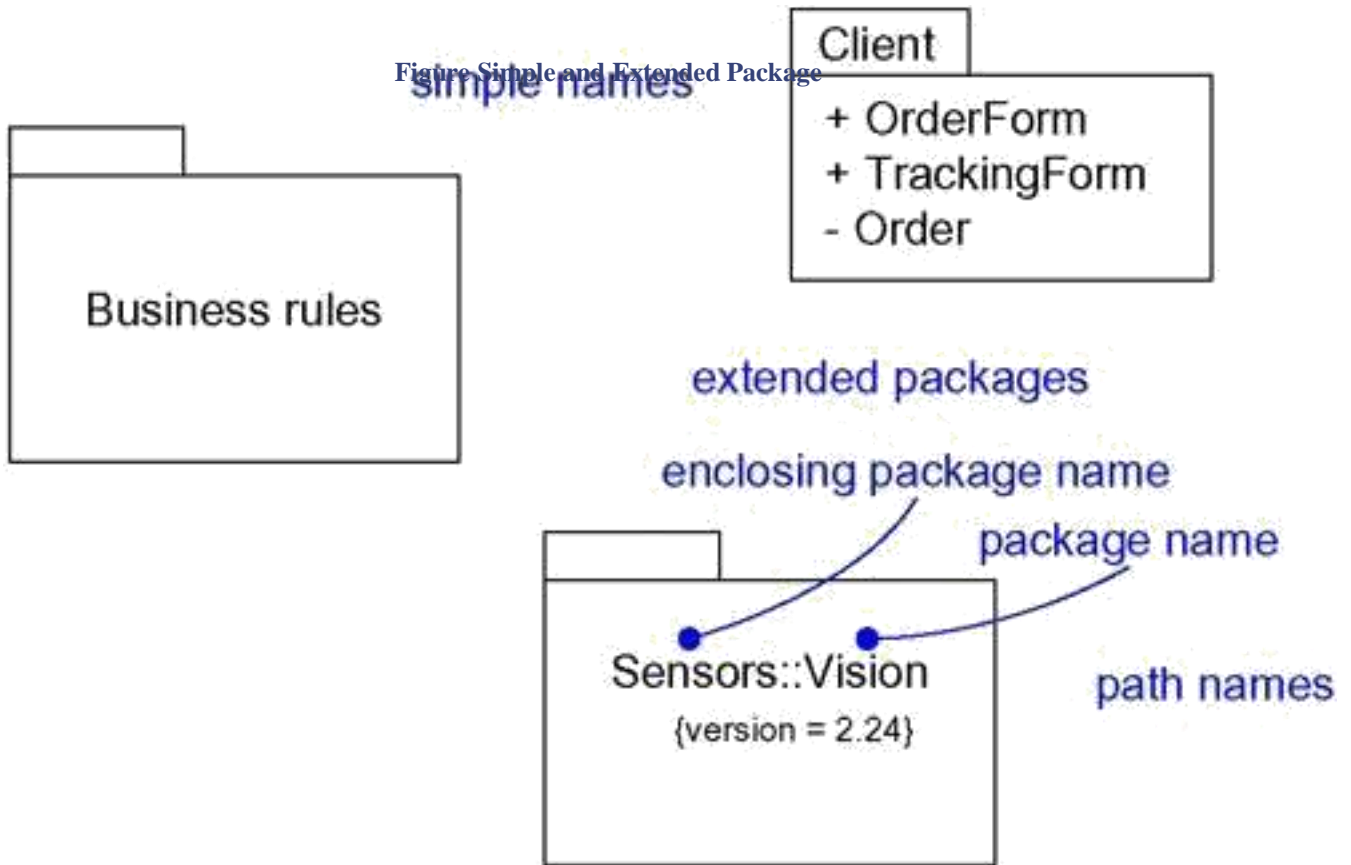 Client
Figure Simple and Extended Package
simple names
+ OrderForm
+ TrackingForm
- Order
Business rules
extended packages
enclosing package name
package name
Sensors::Vision
path names
{version = 2.24}